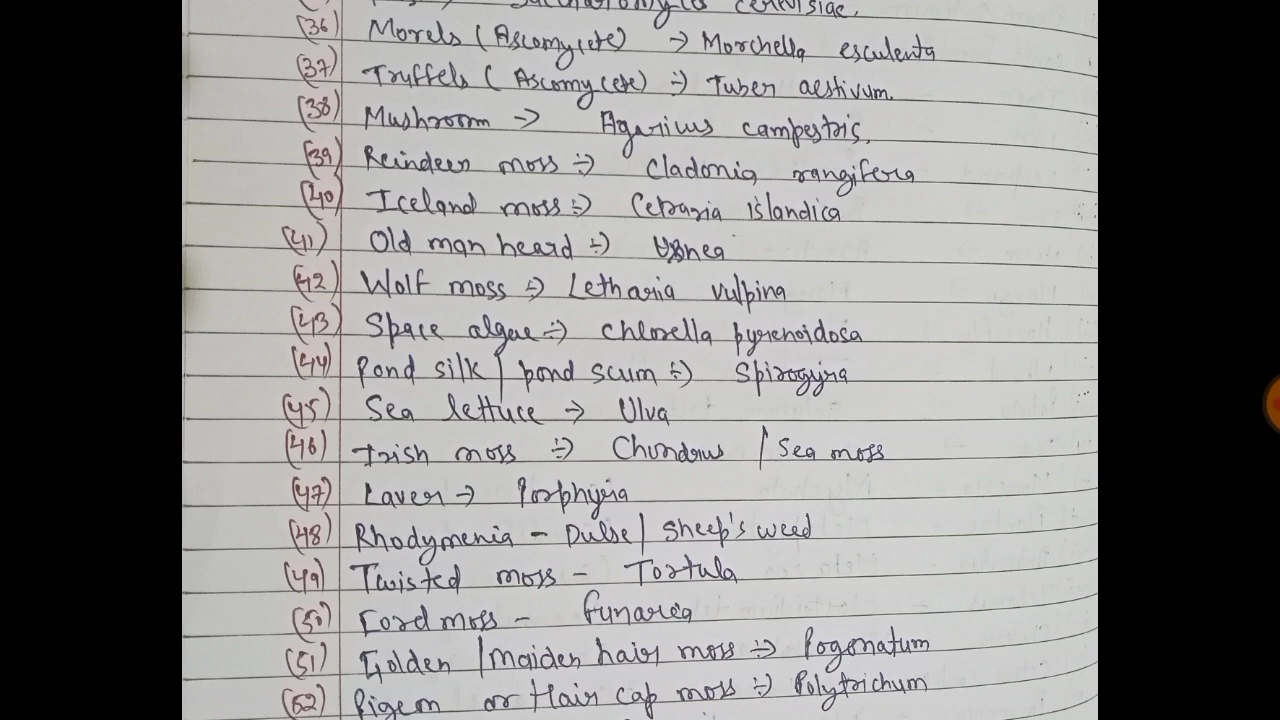 Saccharomyces cerevisiae.
(36) Morels (Ascomycete) → Morchella esculenta
(37) Truffels (Ascomycete) ÷) Tuber aestivum.
(38) Mushroom → Agaricus campestris.
(39) Reindeer moss ÷) Cladonia rangifera
(40) Iceland moss ÷) Cetraria islandica
(41) Old man heard ÷) Usnea
(42) Wolf moss ÷) Letharia vulpina
(43) Space algae ÷) Chlorella pyrenoidosa
(44) Pond silk / pond scum ÷) Spirogyra
(45) Sea lettuce → Ulva
(46) Irish moss ÷) Chondrus / Sea moss
(47) Laver → Porphyra
(48) Rhodymenia - Dulse / Sheep's weed
(49) Twisted moss - Tortula
(50) moss - Funaria
(51) Golden / Maiden hair moss ÷) Pogonatum
(52) Pigeon or Hair cap moss ÷) Polytrichum